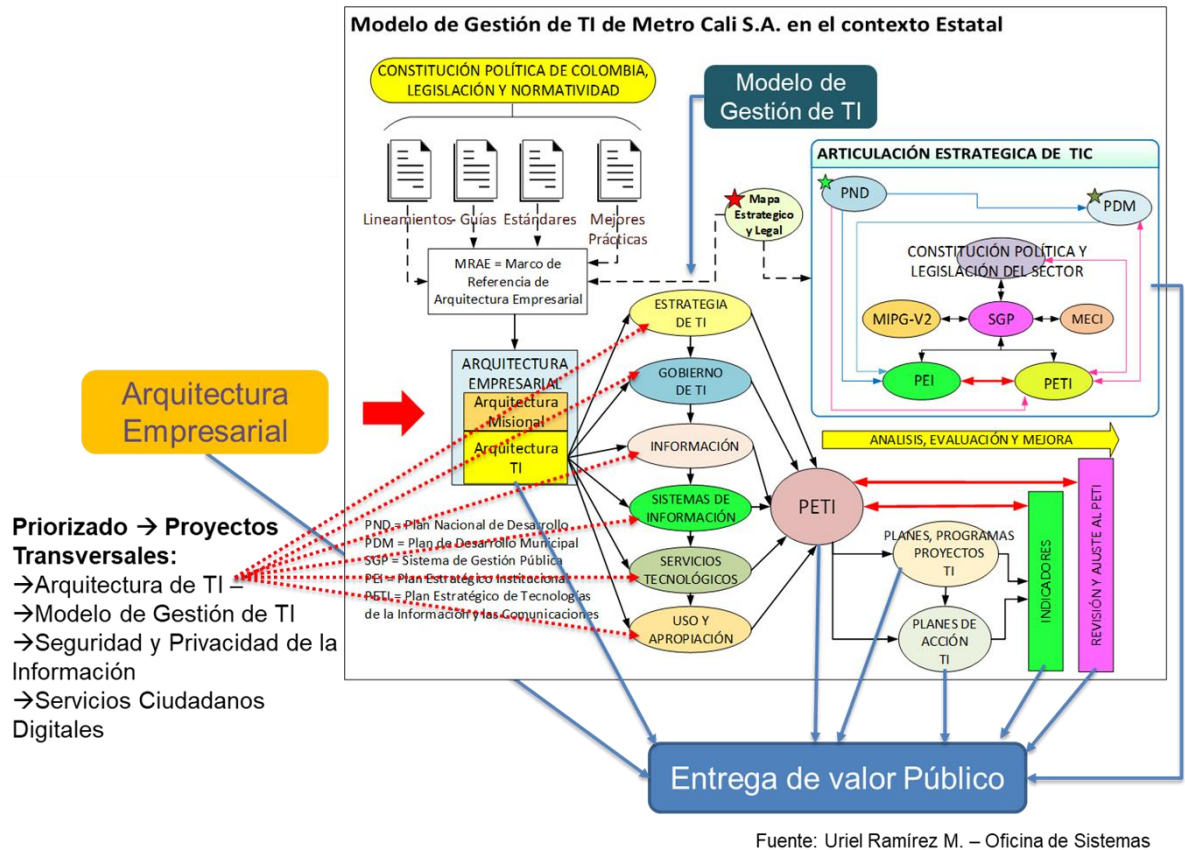 Modelo de Gestión de TI de Metro Cali S.A. en el contexto Estatal
CONSTITUCIÓN POLÍTICA DE COLOMBIA,
LEGISLACIÓN Y NORMATIVIDAD
Modelo de
Gestión de TI
Lineamientos- Guías Estándares Mejores
Prácticas
MRAE = Marco de
Referencia de
Arquitectura Empresarial
Mapa
Estrategico
y Legal
ARTICULACIÓN ESTRATEGICA DE TIC
PND
PDM
CONSTITUCIÓN POLÍTICA Y
LEGISLACIÓN DEL SECTOR
MIPG-V2
SGP
MECI
PEI
PETI
Arquitectura
Empresarial
ARQUITECTURA
EMPRESARIAL
Arquitectura
Misional
Arquitectura
TI
ESTRATEGIA
DE TI
GOBIERNO
DE TI
INFORMACIÓN
SISTEMAS DE
INFORMACIÓN
SERVICIOS
TECNOLÓGICOS
USO Y
APROPIACIÓN
PETI
ANALISIS, EVALUACIÓN Y MEJORA
PLANES, PROGRAMAS
PROYECTOS
TI
PLANES DE
ACCIÓN
TI
INDICADORES
REVISIÓN Y AJUSTE AL PETI
PND = Plan Nacional de Desarrollo
PDM = Plan de Desarrollo Municipal
SGP = Sistema de Gestión Pública
PEI = Plan Estratégico Institucional
PETI = Plan Estratégico de Tecnologías
de la Información y las Comunicaciones
Priorizado → Proyectos
Transversales:
→Arquitectura de TI –
→Modelo de Gestión de TI
→Seguridad y Privacidad de la
Información
→Servicios Ciudadanos
Digitales
Entrega de valor Público
Fuente: Uriel Ramírez M. – Oficina de Sistemas